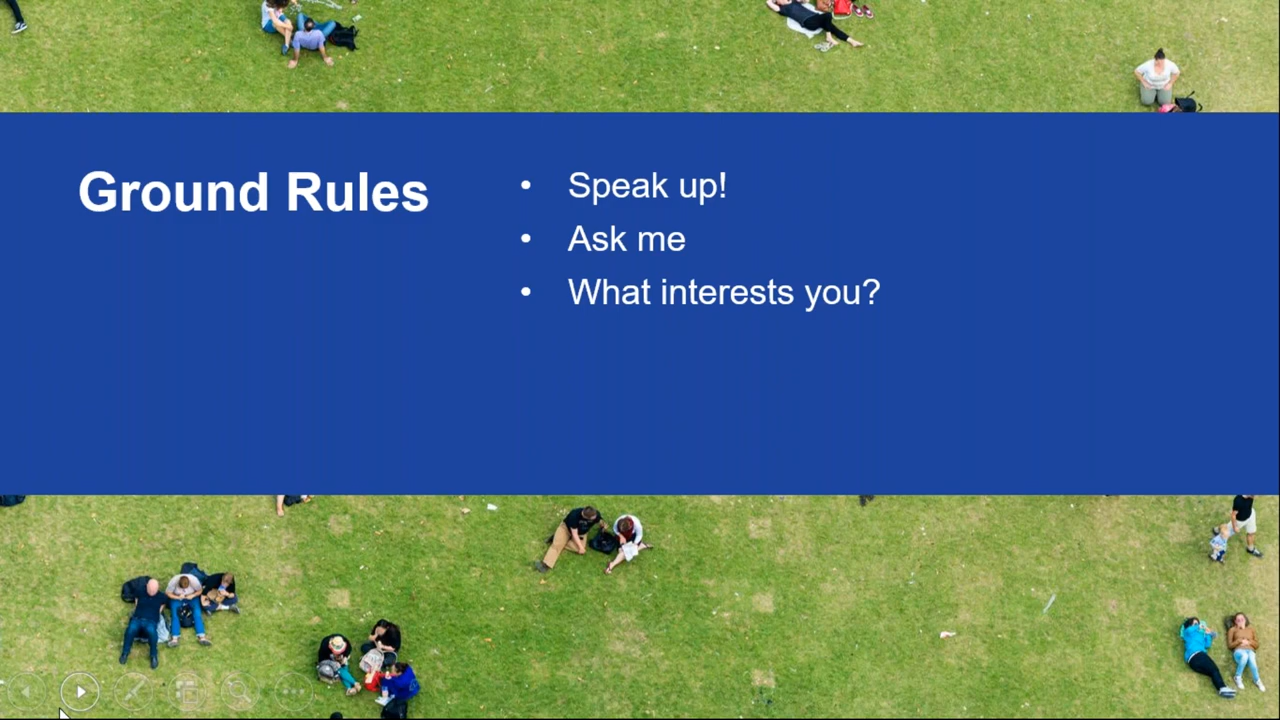 Ground Rules
• Speak up!
• Ask me
• What interests you?